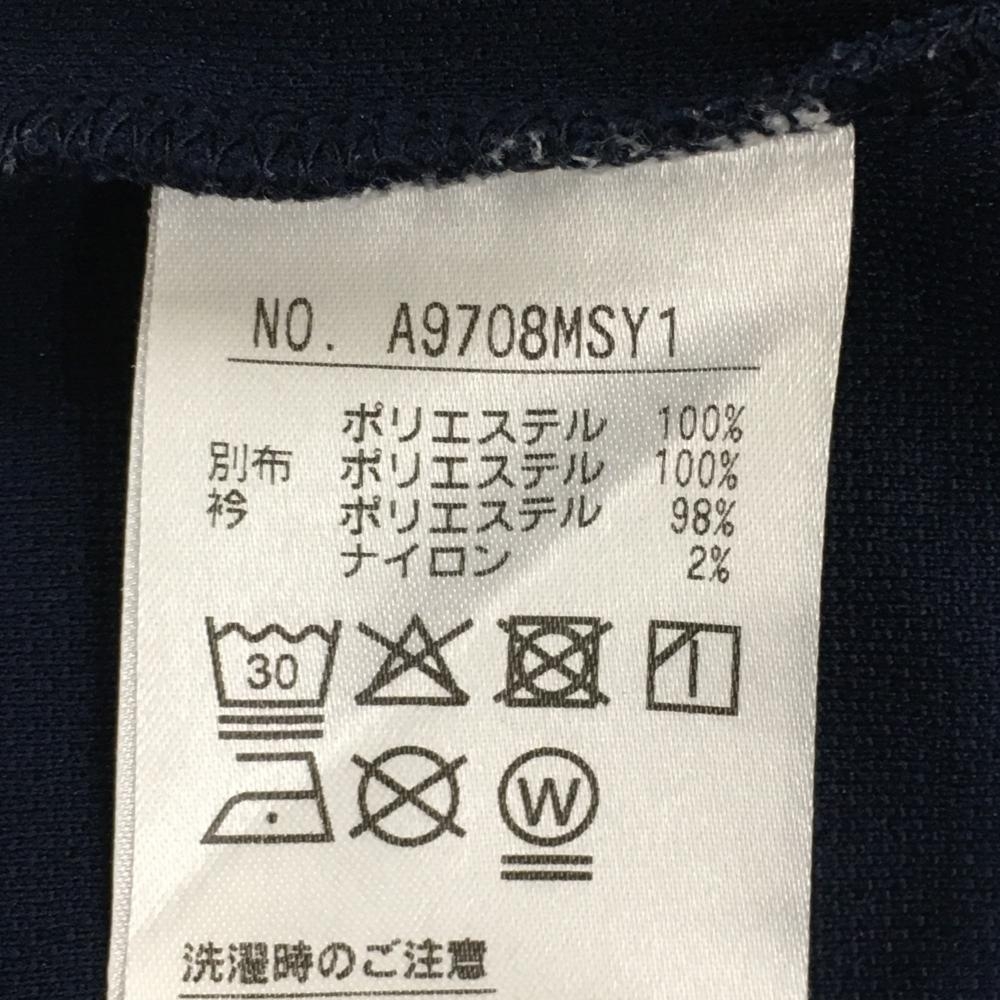 NO. A9708MSY1
ポリエステル 100%
別布 ポリエステル 100%
衿 ポリエステル 98%
ナイロン 2%
30
W
洗濯時のご注意